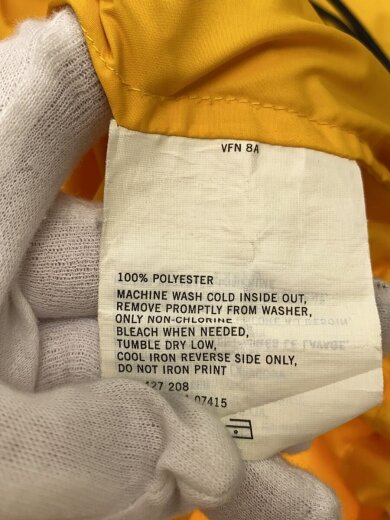 VFN 8A
100% POLYESTER
MACHINE WASH COLD INSIDE OUT,
REMOVE PROMPTLY FROM WASHER,
ONLY NON-CHLORINE
BLEACH WHEN NEEDED,
TUMBLE DRY LOW,
COOL IRON REVERSE SIDE ONLY,
DO NOT IRON PRINT
427 208
07415